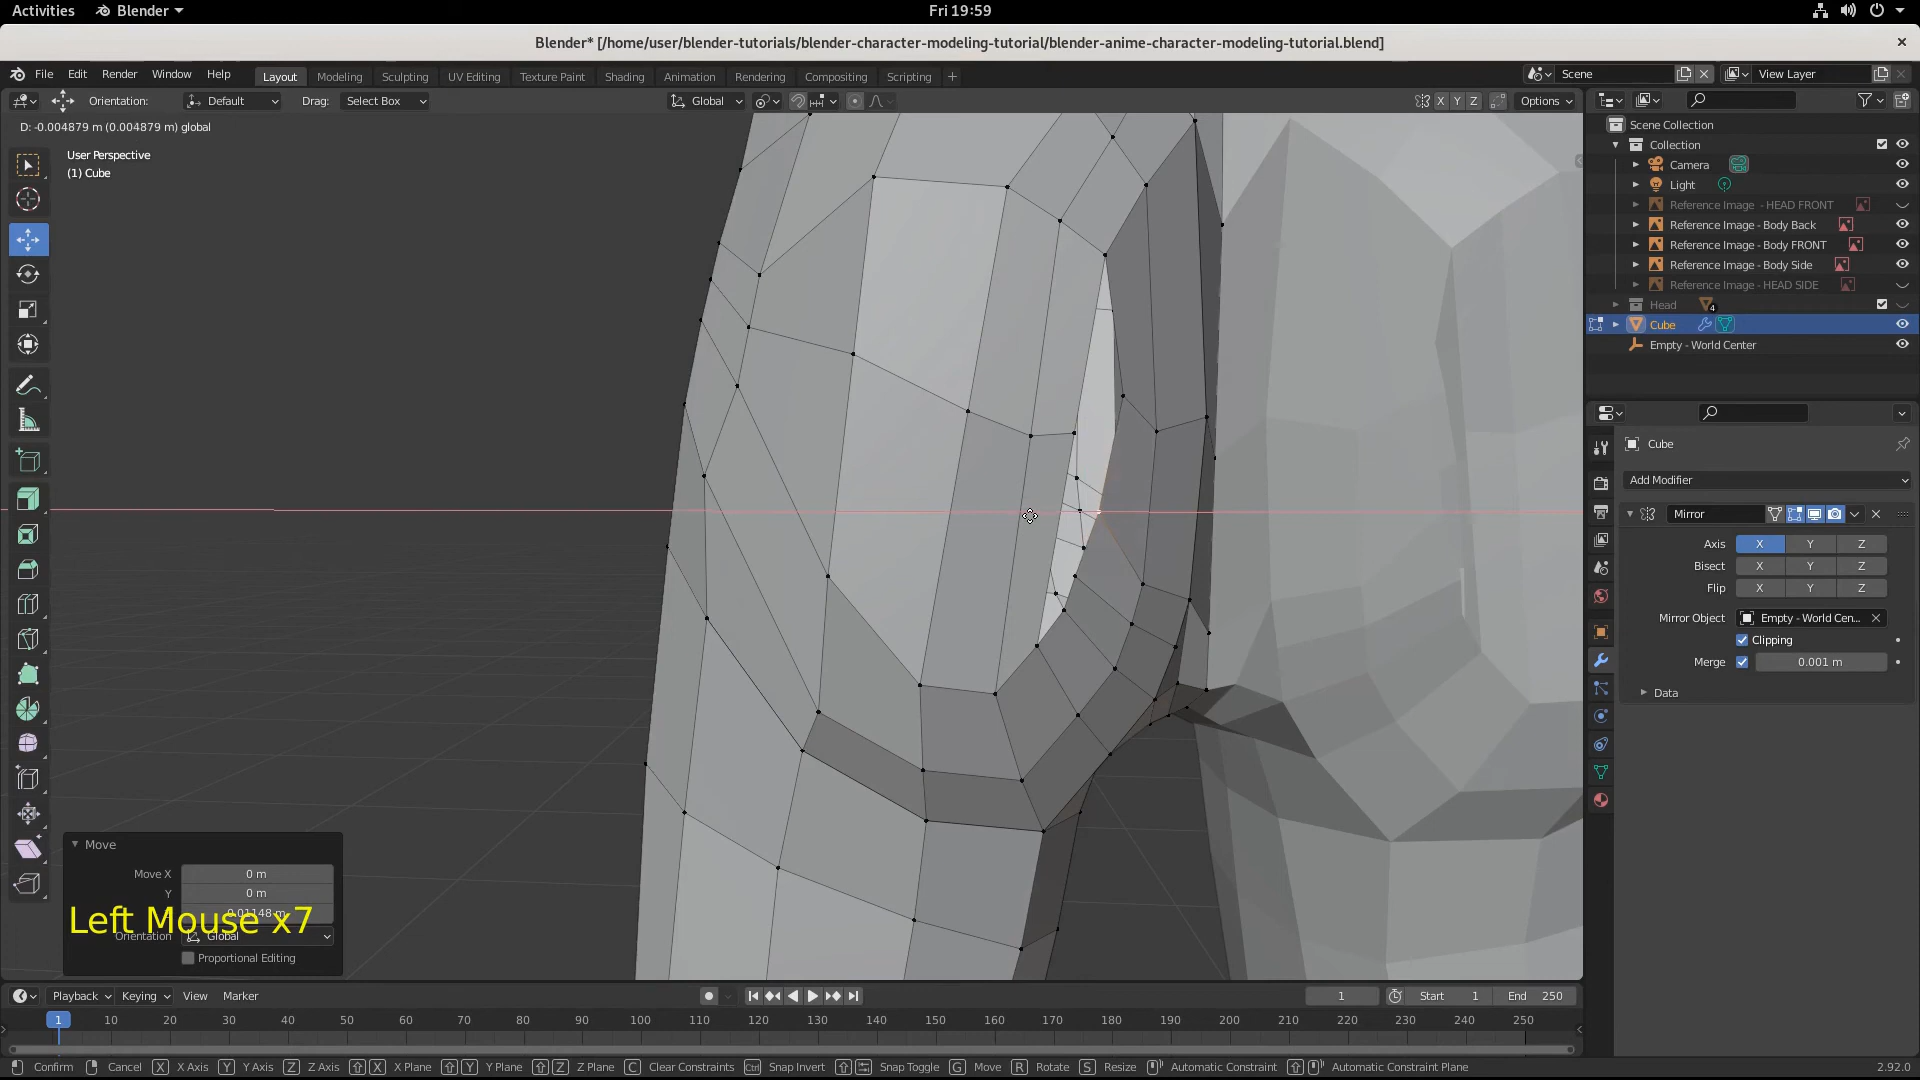 Activities Blender Fri 19:59
Blender* [/home/user/blender-tutorials/blender-character-modeling-tutorial/blender-anime-character-modeling-tutorial.blend]
File Edit Render Window Help Layout Modeling Sculpting UV Editing Texture Paint Shading Animation Rendering Compositing Scripting + Scene View Layer
Orientation: Default Drag: Select Box Global X Y Z Options
D: -0.004879 m (0.004879 m) global
User Perspective
(1) Cube
Scene Collection
Collection
Camera
Light
Reference Image - HEAD FRONT
Reference Image - Body Back
Reference Image - Body FRONT
Reference Image - Body Side
Reference Image - HEAD SIDE
Head 4
Cube
Empty - World Center
Cube
Add Modifier
Mirror
Axis X Y Z
Bisect X Y Z
Flip X Y Z
Mirror Object Empty - World Cen...
Clipping
Merge 0.001 m
Data
Move
Move X 0 m
Y 0 m
0.01148 m
Left Mouse x7
Orientation Global
Proportional Editing
Playback Keying View Marker 1 Start 1 End 250
1 10 20 30 40 50 60 70 80 90 100 110 120 130 140 150 160 170 180 190 200 210 220 230 240 250
Confirm Cancel X X Axis Y Y Axis Z Z Axis X X Plane Y Y Plane Z Z Plane C Clear Constraints Ctrl Snap Invert Snap Toggle G Move R Rotate S Resize Automatic Constraint Automatic Constraint Plane 2.92.0